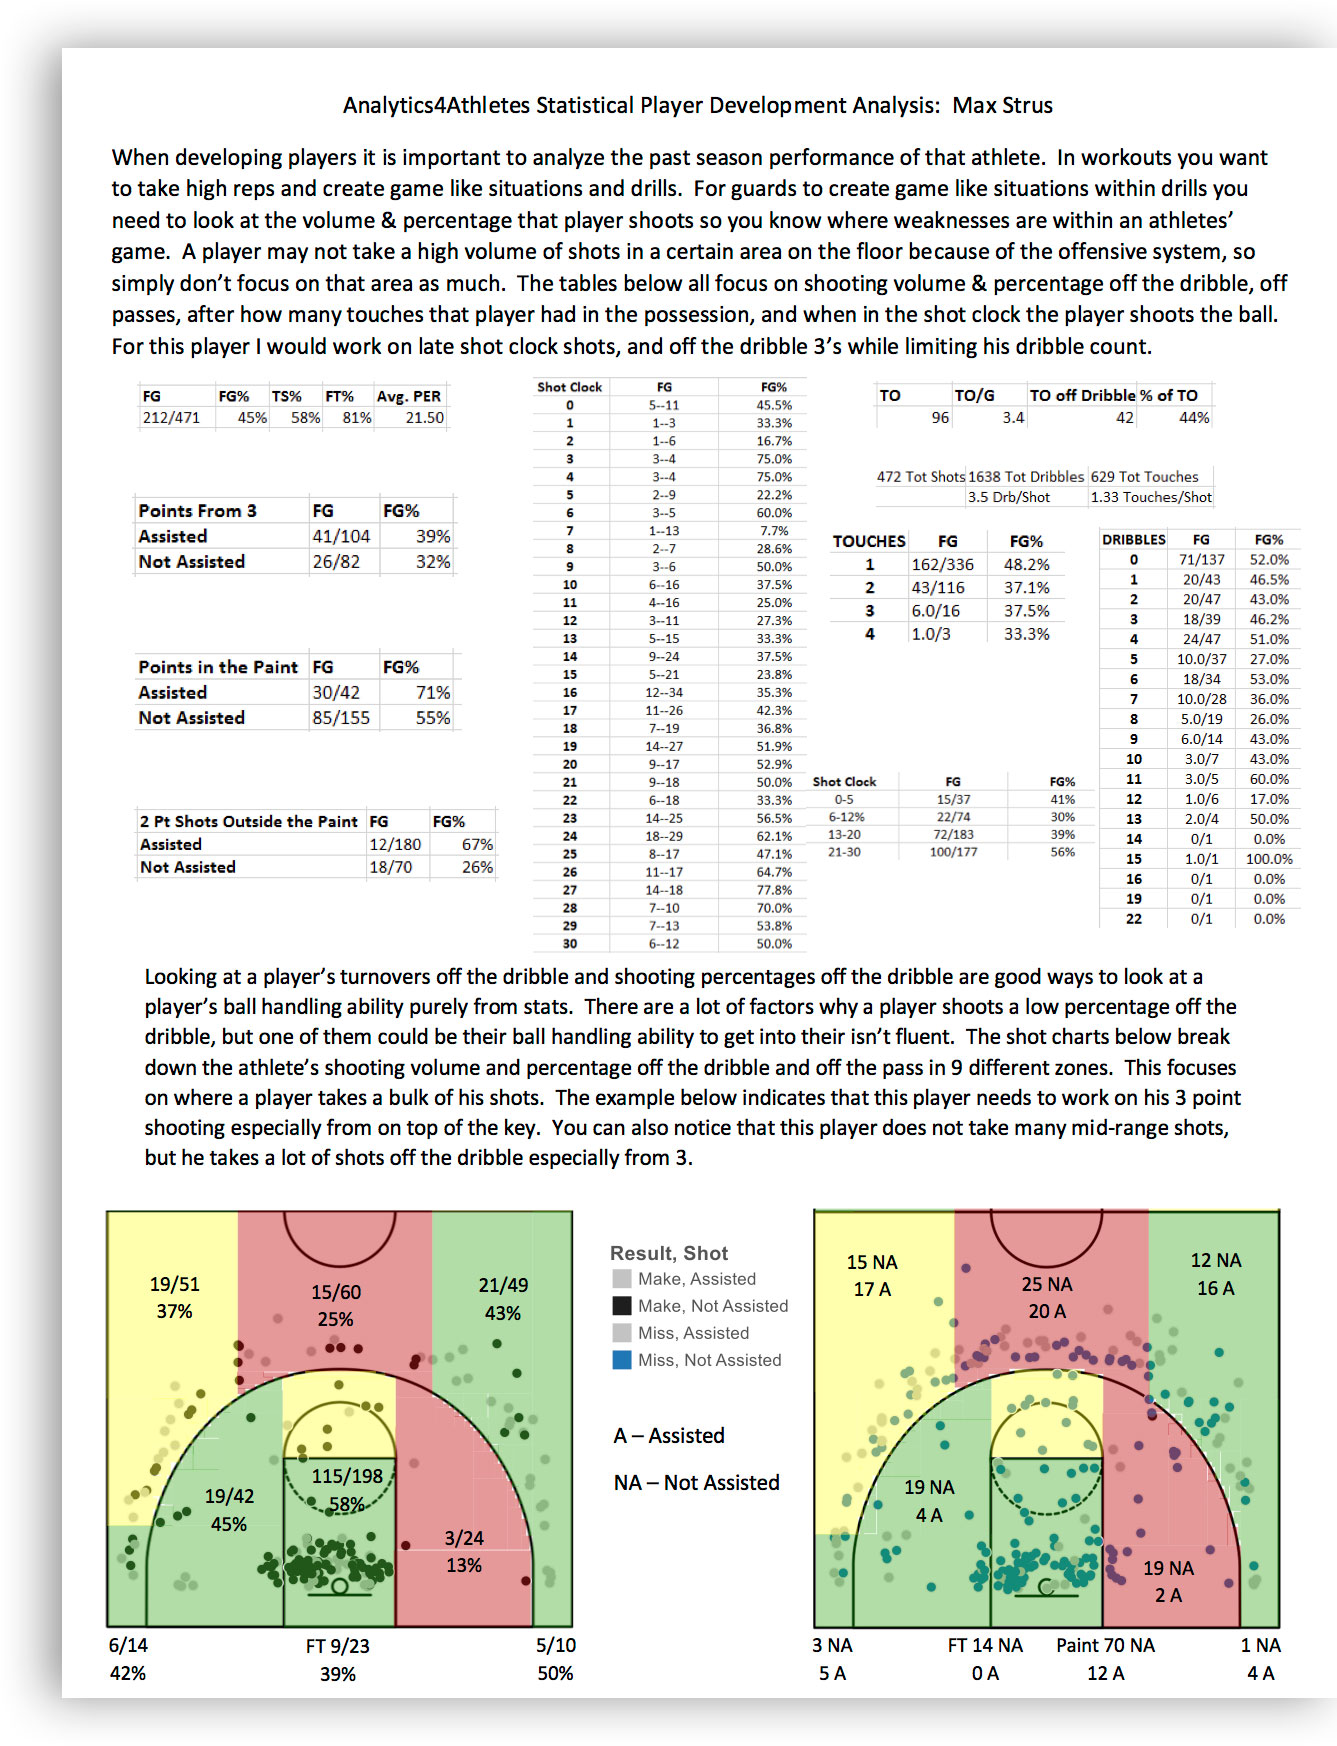 Analytics4Athletes Statistical Player Development Analysis:  Max Strus
When developing players it is important to analyze the past season performance of that athlete.  In workouts you want
to take high reps and create game like situations and drills.  For guards to create game like situations within drills you
need to look at the volume & percentage that player shoots so you know where weaknesses are within an athletes’
game.  A player may not take a high volume of shots in a certain area on the floor because of the offensive system, so
simply don’t focus on that area as much.  The tables below all focus on shooting volume & percentage off the dribble, off
passes, after how many touches that player had in the possession, and when in the shot clock the player shoots the ball.
For this player I would work on late shot clock shots, and off the dribble 3’s while limiting his dribble count.
FG FG% TS% FT% Avg. PER
212/471 45% 58% 81% 21.50
Points From 3 FG FG%
Assisted 41/104 39%
Not Assisted 26/82 32%
Points in the Paint FG FG%
Assisted 30/42 71%
Not Assisted 85/155 55%
2 Pt Shots Outside the Paint FG FG%
Assisted 12/180 67%
Not Assisted 18/70 26%
Shot Clock FG FG%
0 5--11 45.5%
1 1--3 33.3%
2 1--6 16.7%
3 3--4 75.0%
4 3--4 75.0%
5 2--9 22.2%
6 3--5 60.0%
7 1--13 7.7%
8 2--7 28.6%
9 3--6 50.0%
10 6--16 37.5%
11 4--16 25.0%
12 3--11 27.3%
13 5--15 33.3%
14 9--24 37.5%
15 5--21 23.8%
16 12--34 35.3%
17 11--26 42.3%
18 7--19 36.8%
19 14--27 51.9%
20 9--17 52.9%
21 9--18 50.0%
22 6--18 33.3%
23 14--25 56.5%
24 18--29 62.1%
25 8--17 47.1%
26 11--17 64.7%
27 14--18 77.8%
28 7--10 70.0%
29 7--13 53.8%
30 6--12 50.0%
TO TO/G TO off Dribble % of TO
96 3.4 42 44%
472 Tot Shots 1638 Tot Dribbles 629 Tot Touches
3.5 Drb/Shot 1.33 Touches/Shot
TOUCHES FG FG%
1 162/336 48.2%
2 43/116 37.1%
3 6.0/16 37.5%
4 1.0/3 33.3%
Shot Clock FG FG%
0-5 15/37 41%
6-12% 22/74 30%
13-20 72/183 39%
21-30 100/177 56%
DRIBBLES FG FG%
0 71/137 52.0%
1 20/43 46.5%
2 20/47 43.0%
3 18/39 46.2%
4 24/47 51.0%
5 10.0/37 27.0%
6 18/34 53.0%
7 10.0/28 36.0%
8 5.0/19 26.0%
9 6.0/14 43.0%
10 3.0/7 43.0%
11 3.0/5 60.0%
12 1.0/6 17.0%
13 2.0/4 50.0%
14 0/1 0.0%
15 1.0/1 100.0%
16 0/1 0.0%
19 0/1 0.0%
22 0/1 0.0%
Looking at a player’s turnovers off the dribble and shooting percentages off the dribble are good ways to look at a
player’s ball handling ability purely from stats.  There are a lot of factors why a player shoots a low percentage off the
dribble, but one of them could be their ball handling ability to get into their isn’t fluent.  The shot charts below break
down the athlete’s shooting volume and percentage off the dribble and off the pass in 9 different zones.  This focuses
on where a player takes a bulk of his shots.  The example below indicates that this player needs to work on his 3 point
shooting especially from on top of the key.  You can also notice that this player does not take many mid-range shots,
but he takes a lot of shots off the dribble especially from 3.
19/51
37%
15/60
25%
21/49
43%
115/198
58%
19/42
45%
3/24
13%
6/14
42%
FT 9/23
39%
5/10
50%
Result, Shot
Make, Assisted
Make, Not Assisted
Miss, Assisted
Miss, Not Assisted
A – Assisted
NA – Not Assisted
15 NA
17 A
25 NA
20 A
12 NA
16 A
19 NA
4 A
19 NA
2 A
3 NA
5 A
FT 14 NA
0 A
Paint 70 NA
12 A
1 NA
4 A